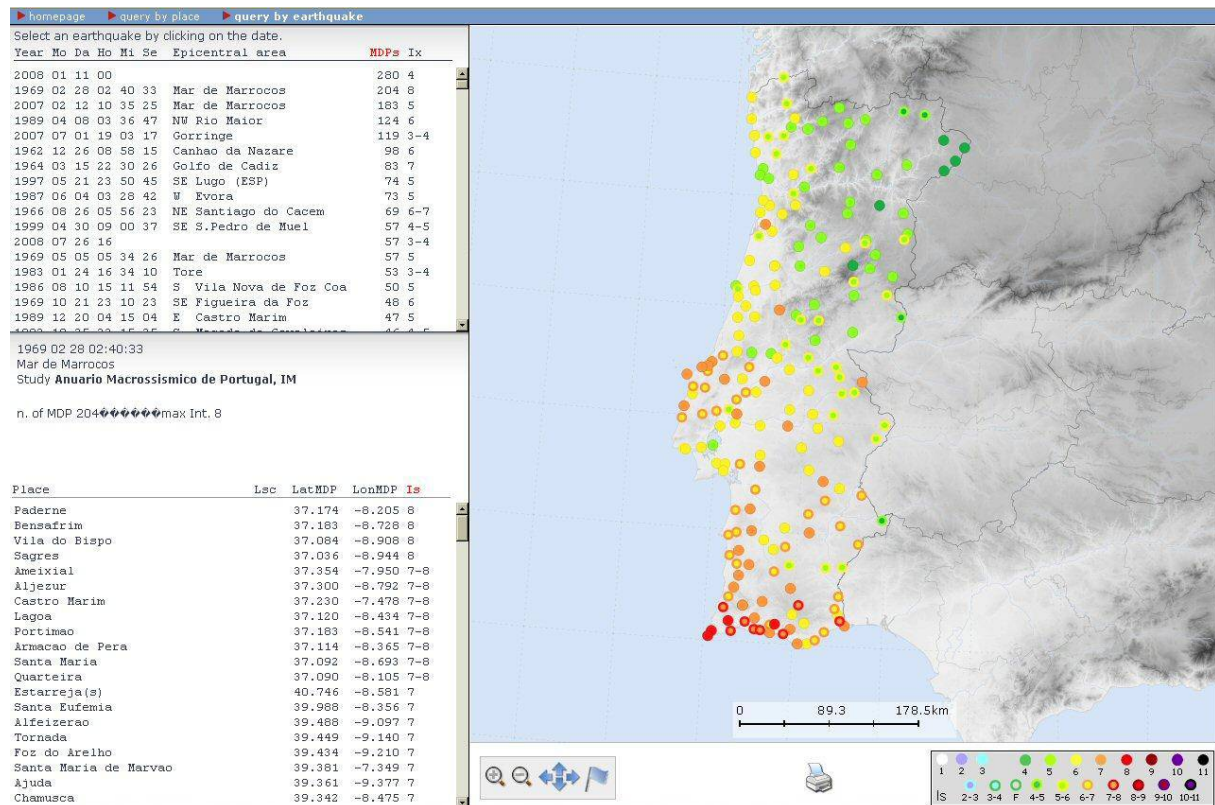 homepage query by place query by earthquake
Select an earthquake by clicking on the date.
Year Mo Da Ho Mi Se Epicentral area MDPs Ix
2008 01 11 00 280 4
1969 02 28 02 40 33 Mar de Marrocos 204 8
2007 02 12 10 35 25 Mar de Marrocos 183 5
1989 04 08 03 36 47 NW Rio Maior 124 6
2007 07 01 19 03 17 Gorringe 119 3-4
1962 12 26 08 58 15 Canhao da Nazare 98 6
1964 03 15 22 30 26 Golfo de Cadiz 83 7
1997 05 21 23 50 45 SE Lugo (ESP) 74 5
1987 06 04 03 28 42 W Evora 73 5
1966 08 26 05 56 23 NE Santiago do Cacem 69 6-7
1999 04 30 09 00 37 SE S.Pedro de Muel 57 4-5
2008 07 26 16 57 3-4
1969 05 05 05 34 26 Mar de Marrocos 57 5
1983 01 24 16 34 10 Tore 53 3-4
1986 08 10 15 11 54 S Vila Nova de Foz Coa 50 5
1969 10 21 23 10 23 SE Figueira da Foz 48 6
1989 12 20 04 15 04 E Castro Marim 47 5
1969 02 28 02:40:33
Mar de Marrocos
Study Anuario Macrossismico de Portugal, IM
n. of MDP 204������max Int. 8
Place Lsc LatMDP LonMDP Is
Paderne 37.174 -8.205 8
Bensafrim 37.183 -8.728 8
Vila do Bispo 37.084 -8.908 8
Sagres 37.036 -8.944 8
Ameixial 37.354 -7.950 7-8
Aljezur 37.300 -8.792 7-8
Castro Marim 37.230 -7.478 7-8
Lagoa 37.120 -8.434 7-8
Portimao 37.183 -8.541 7-8
Armacao de Pera 37.114 -8.365 7-8
Santa Maria 37.092 -8.693 7-8
Quarteira 37.090 -8.105 7-8
Estarreja(s) 40.746 -8.581 7
Santa Eufemia 39.988 -8.356 7
Alfeizerao 39.488 -9.097 7
Tornada 39.449 -9.140 7
Foz do Arelho 39.434 -9.210 7
Santa Maria de Marvao 39.381 -7.349 7
Ajuda 39.361 -9.377 7
Chamusca 39.342 -8.475 7
0 89.3 178.5km
1 2 3 4 5 6 7 8 9 10 11
Is 2-3 3-4 F 4-5 5-6 6-7 7-8 8-9 9-10 10-11